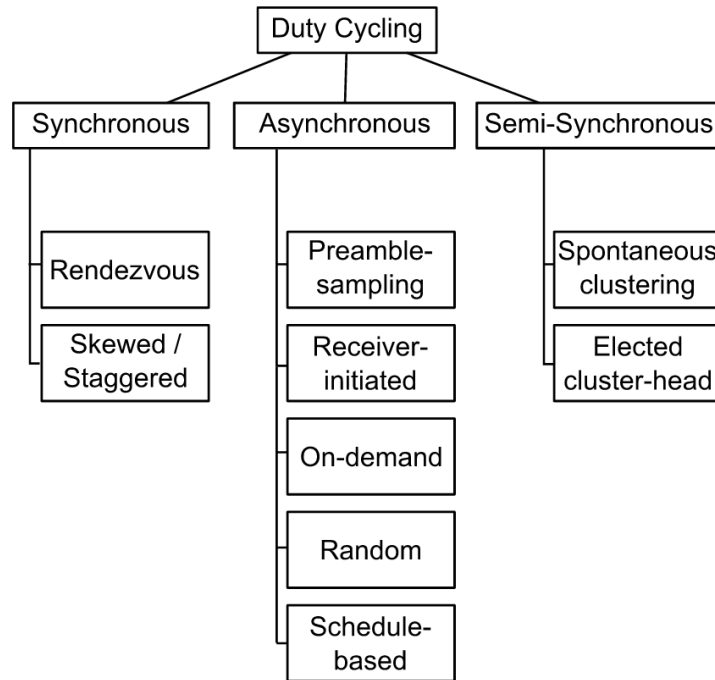 Duty Cycling
Synchronous
Asynchronous
Semi-Synchronous
Rendezvous
Skewed /
Staggered
Preamble-
sampling
Receiver-
initiated
On-demand
Random
Schedule-
based
Spontaneous
clustering
Elected
cluster-head